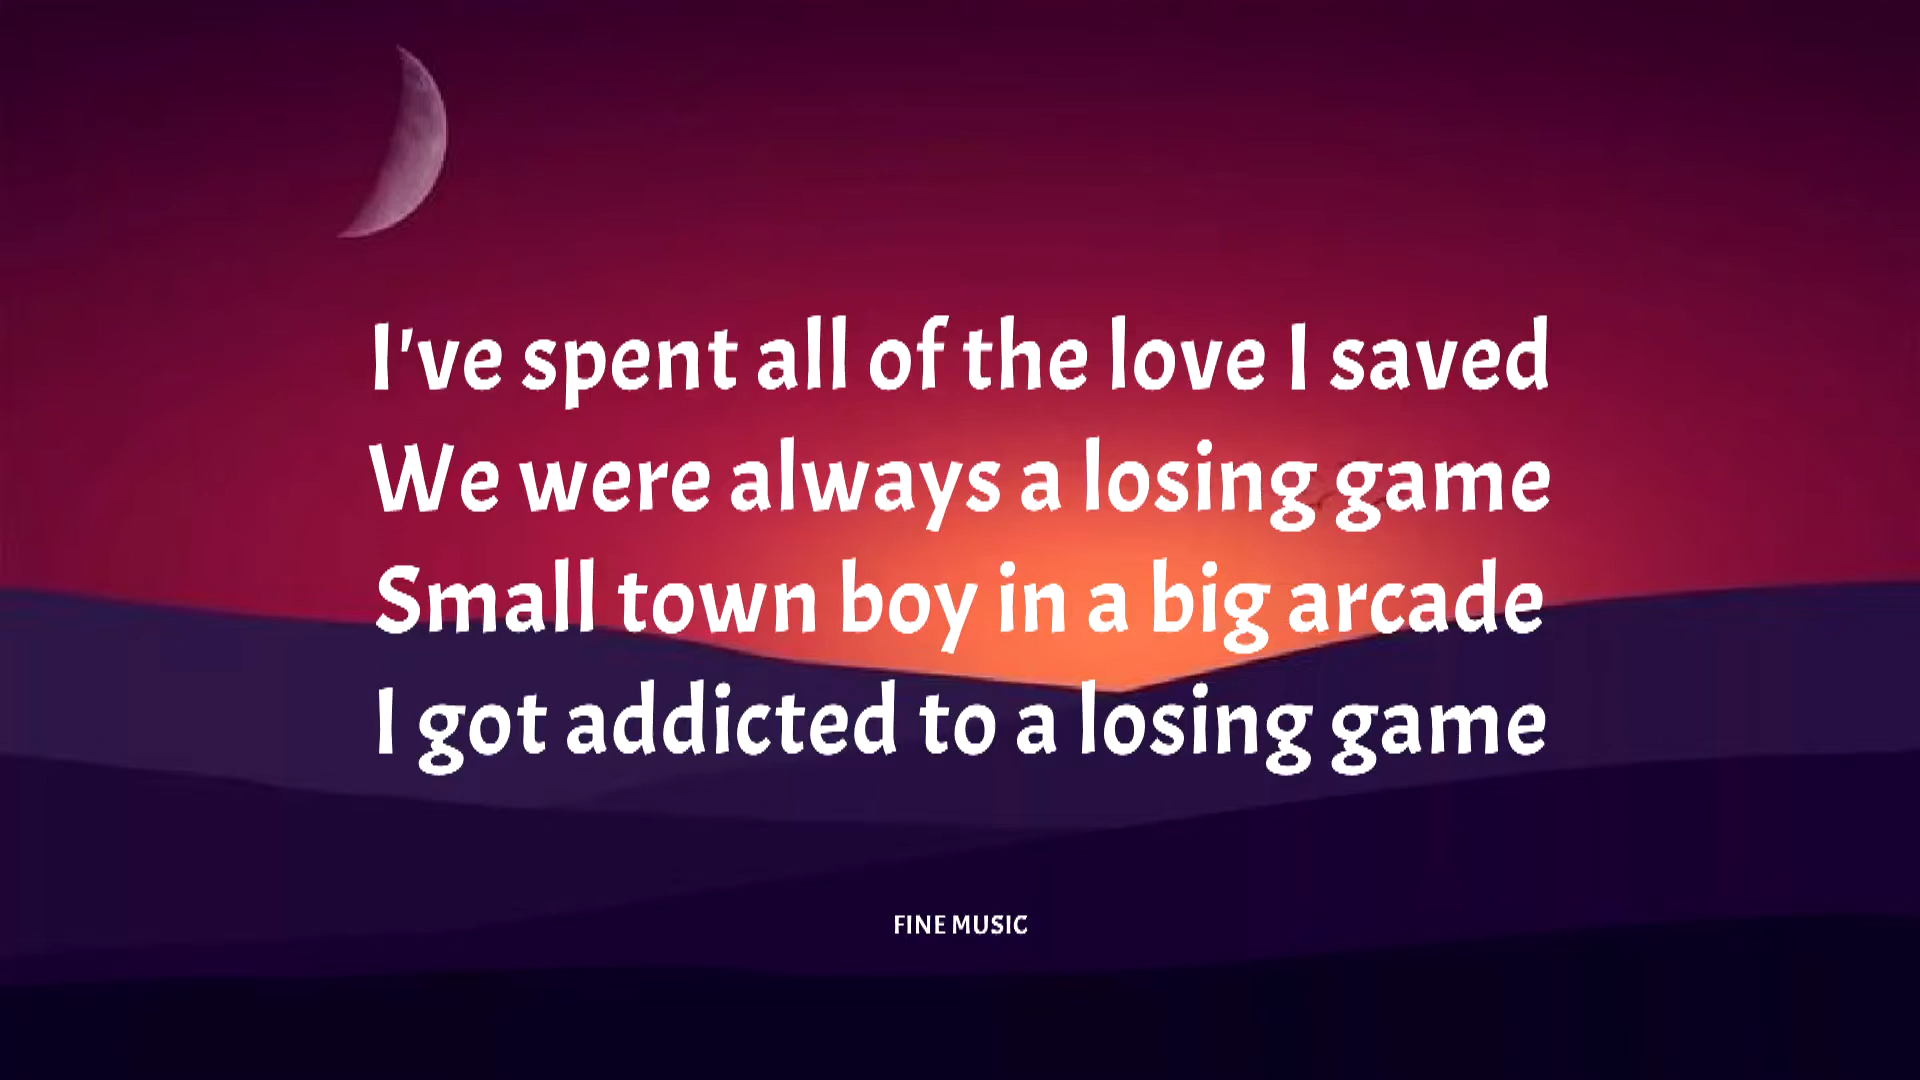 I've spent all of the love I saved
We were always a losing game
Small town boy in a big arcade
I got addicted to a losing game
FINE MUSIC